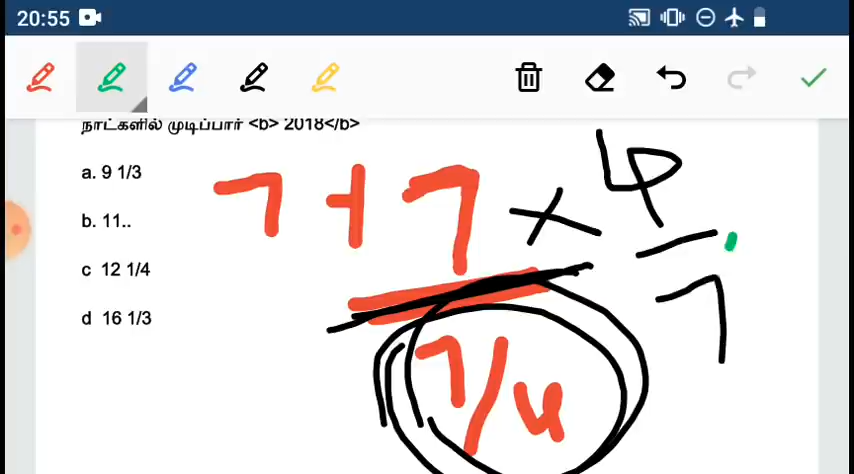 20:55
நாட்களில் முடிப்பார் <b> 2018</b>
a. 9 1/3
b. 11..
c 12 1/4
d 16 1/3
7 + 7 × 4
7/4 7